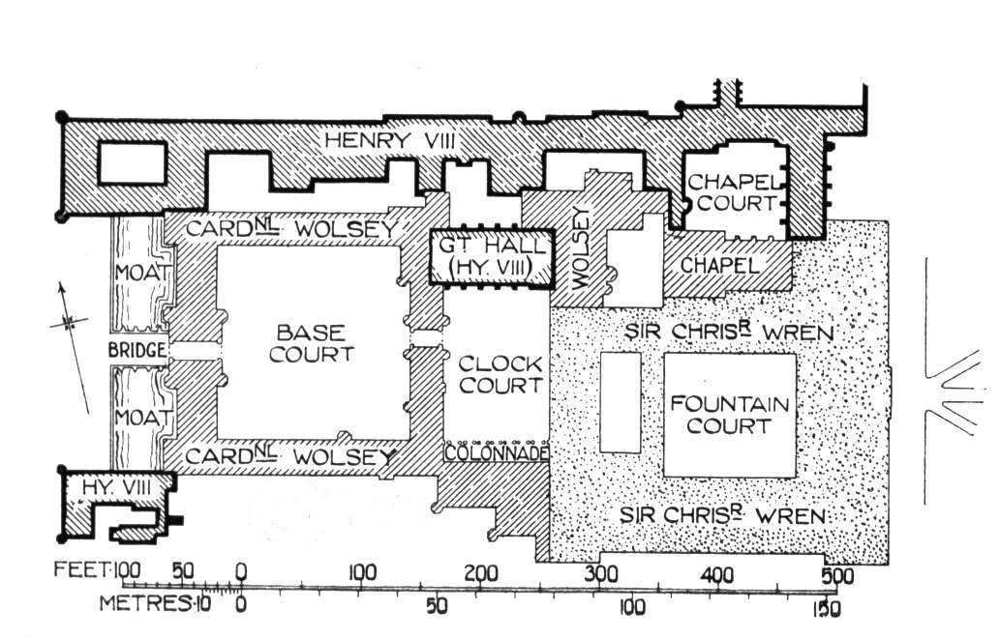 HENRY VIII
CHAPEL
COURT
CARDNL WOLSEY
GT HALL
(HY. VIII)
WOLSEY
CHAPEL
MOAT
BRIDGE
BASE
COURT
SIR CHRISR WREN
CLOCK
COURT
FOUNTAIN
COURT
MOAT
CARDNL WOLSEY
COLONNADE
HY. VIII
SIR CHRISR WREN
FEET·100 50 0 100 200 300 400 500
METRES·10 0 50 100 150